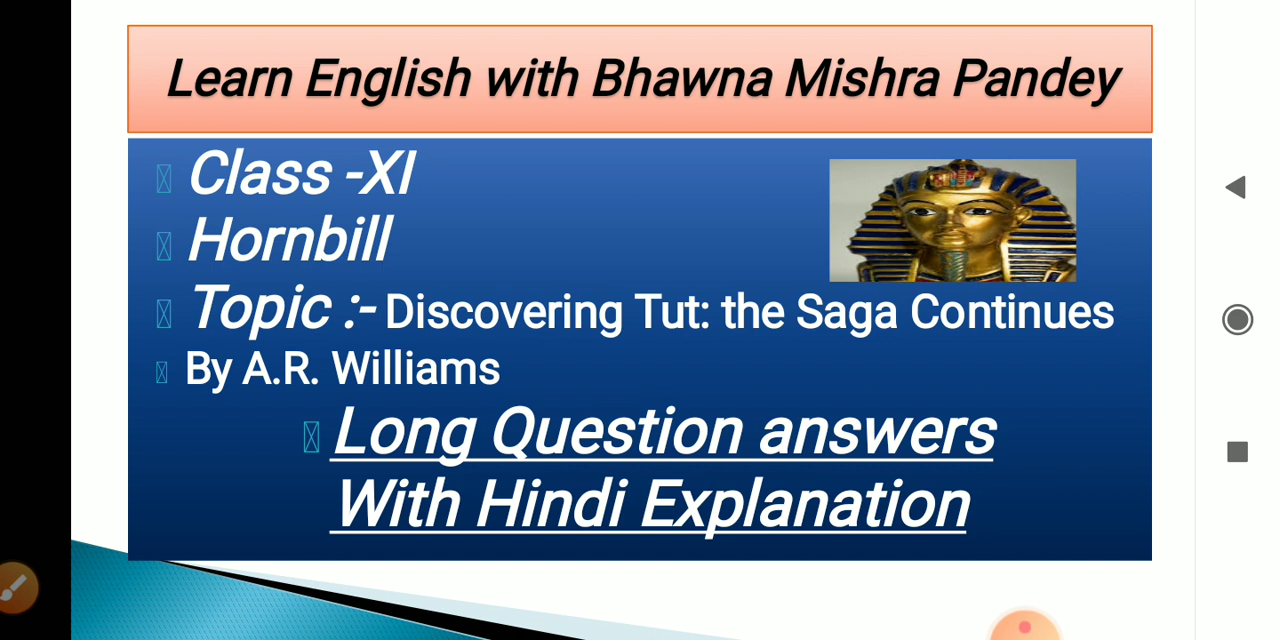 Learn English with Bhawna Mishra Pandey
Class -XI
Hornbill
Topic :- Discovering Tut: the Saga Continues
By A.R. Williams
Long Question answers
With Hindi Explanation